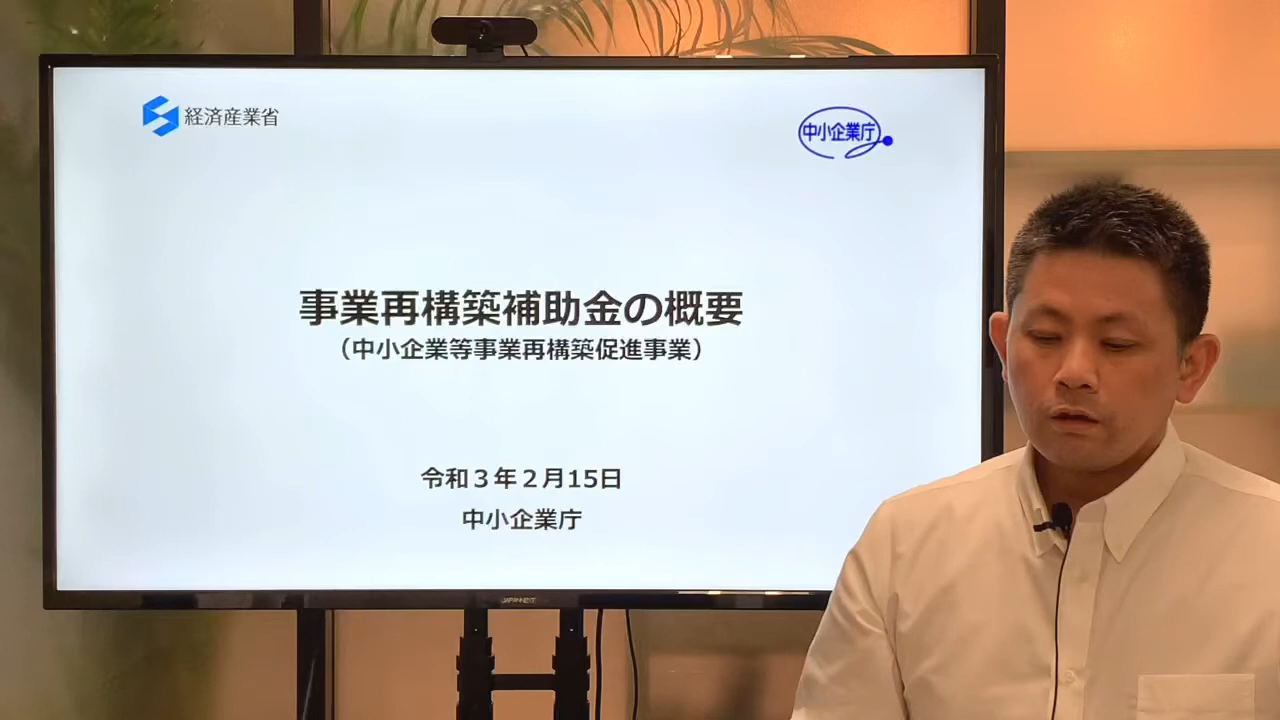 経済産業省
中小企業庁
事業再構築補助金の概要
（中小企業等事業再構築促進事業）
令和３年２月15日
中小企業庁
JAPANNEXT